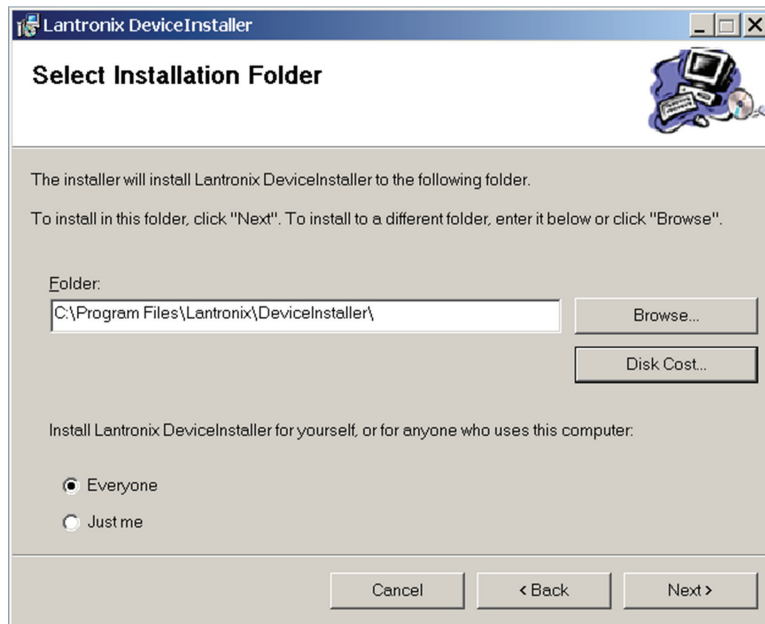 Lantronix DeviceInstaller
Select Installation Folder
The installer will install Lantronix DeviceInstaller to the following folder.
To install in this folder, click "Next". To install to a different folder, enter it below or click "Browse".
Folder:
C:\Program Files\Lantronix\DeviceInstaller\
Browse...
Disk Cost...
Install Lantronix DeviceInstaller for yourself, or for anyone who uses this computer:
Everyone
Just me
Cancel
< Back
Next >